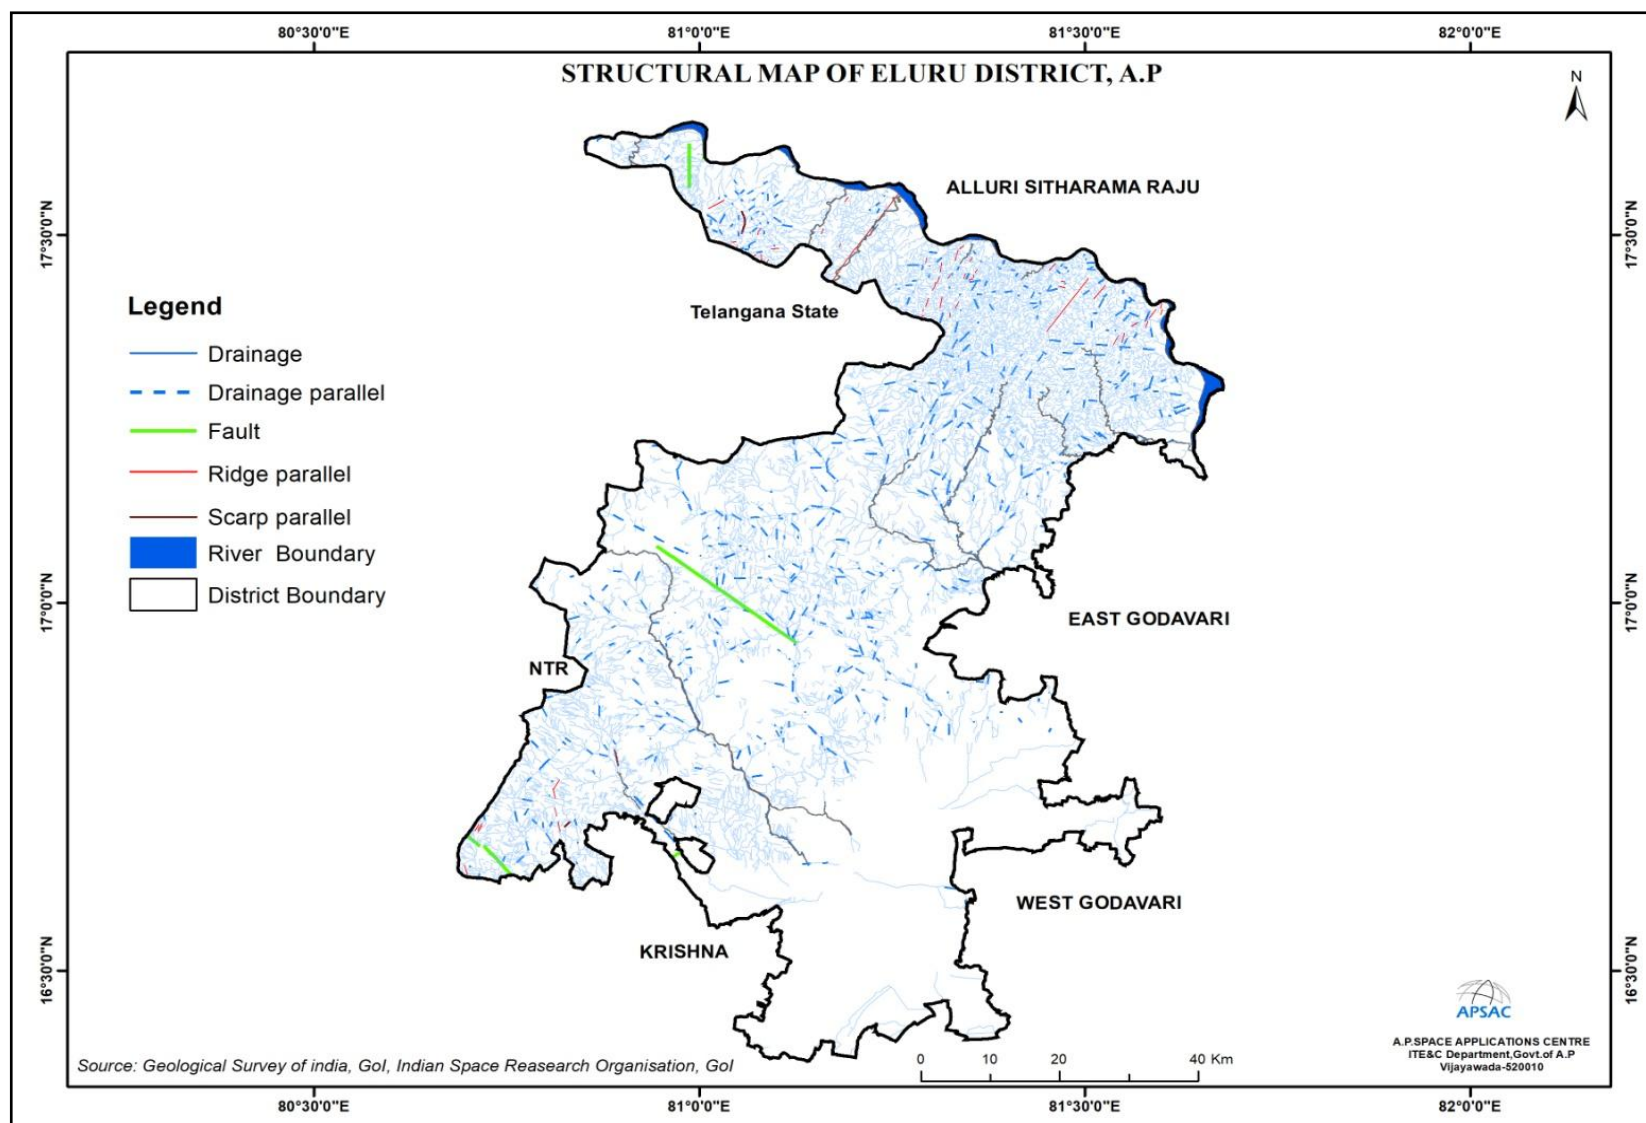 80°30'0"E 81°0'0"E 81°30'0"E 82°0'0"E
STRUCTURAL MAP OF ELURU DISTRICT, A.P
N
ALLURI SITHARAMA RAJU
17°30'0"N 17°30'0"N
Telangana State
Legend
Drainage
Drainage parallel
Fault
Ridge parallel
Scarp parallel
River Boundary
District Boundary
17°0'0"N 17°0'0"N
EAST GODAVARI
NTR
WEST GODAVARI
KRISHNA
16°30'0"N 16°30'0"N
APSAC
A.P.SPACE APPLICATIONS CENTRE
ITE&C Department,Govt.of A.P
Vijayawada-520010
Source: Geological Survey of india, GoI, Indian Space Reasearch Organisation, GoI
0 10 20 40 Km
80°30'0"E 81°0'0"E 81°30'0"E 82°0'0"E